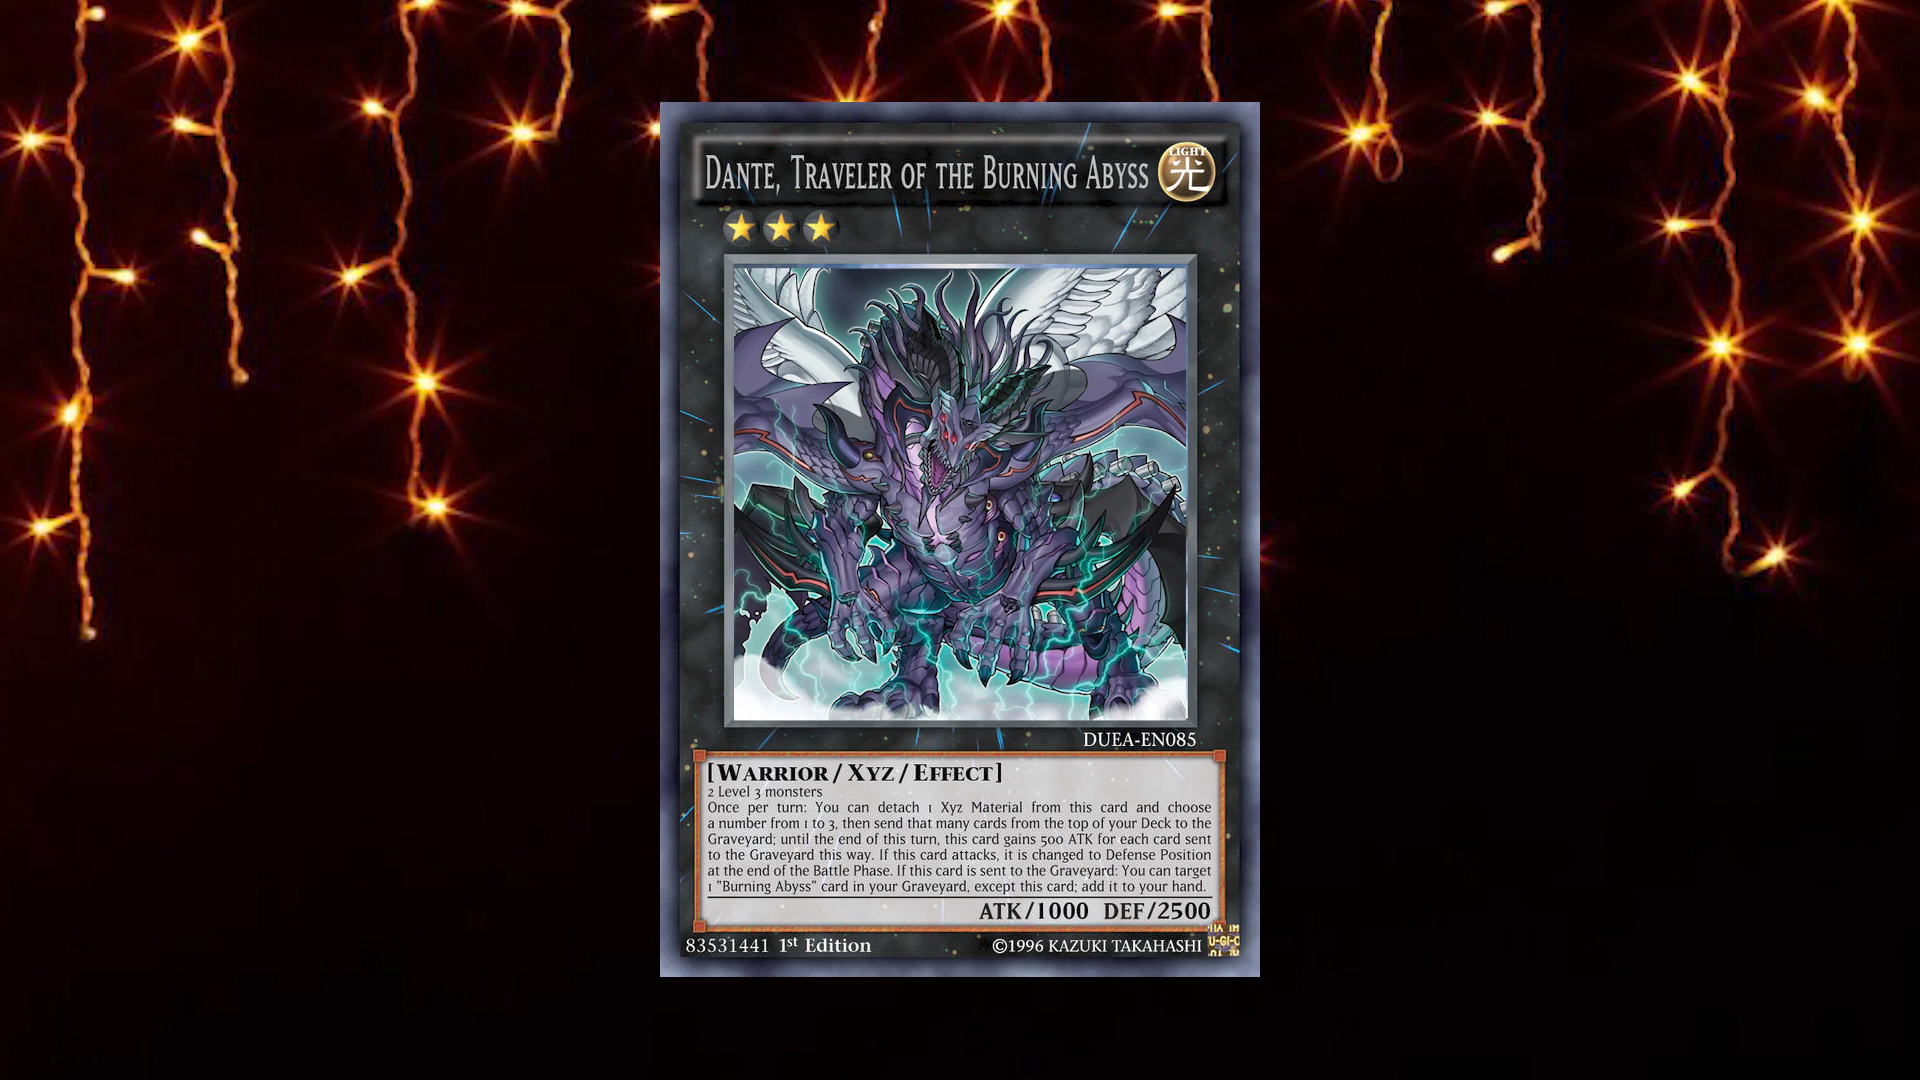 DANTE, TRAVELER OF THE BURNING ABYSS
LIGHT
光
DUEA-EN085
[WARRIOR / XYZ / EFFECT]
2 Level 3 monsters
Once per turn: You can detach 1 Xyz Material from this card and choose
a number from 1 to 3, then send that many cards from the top of your Deck to the
Graveyard; until the end of this turn, this card gains 500 ATK for each card sent
to the Graveyard this way. If this card attacks, it is changed to Defense Position
at the end of the Battle Phase. If this card is sent to the Graveyard: You can target
1 "Burning Abyss" card in your Graveyard, except this card; add it to your hand.
ATK/1000 DEF/2500
83531441 1st Edition
©1996 KAZUKI TAKAHASHI